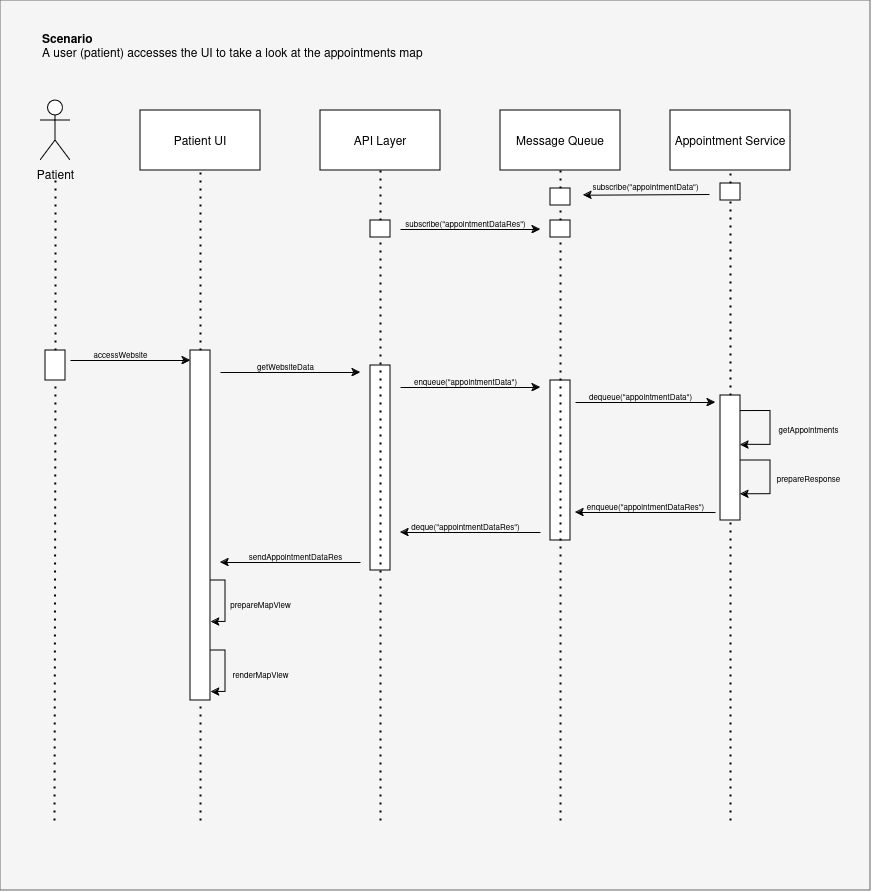 Scenario
A user (patient) accesses the UI to take a look at the appointments map
Patient
Patient UI
API Layer
Message Queue
Appointment Service
subscribe("appointmentData")
subscribe("appointmentDataRes")
accessWebsite
getWebsiteData
enqueue("appointmentData")
dequeue("appointmentData")
getAppointments
prepareResponse
enqueue("appointmentDataRes")
deque("appointmentDataRes")
sendAppointmentDataRes
prepareMapView
renderMapView